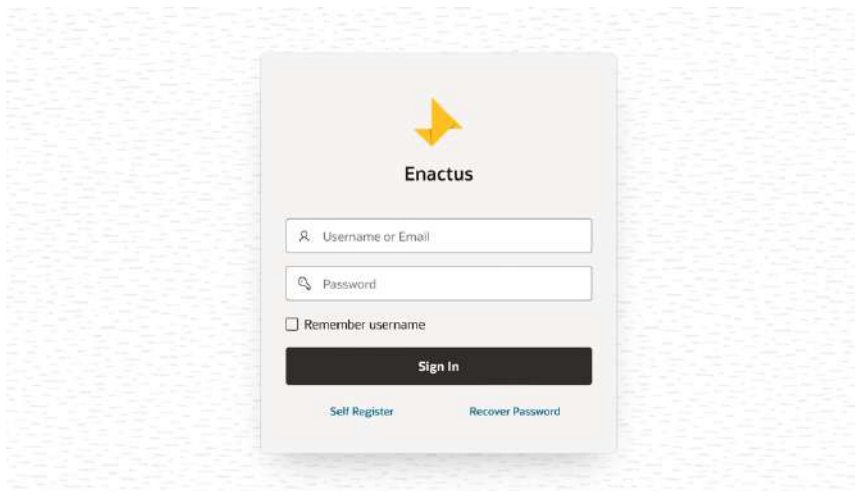 Enactus
Username or Email
Password
Remember username
Sign In
Self Register
Recover Password